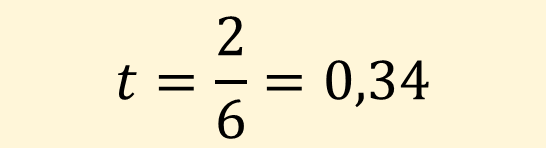 t = 2/6 = 0,34